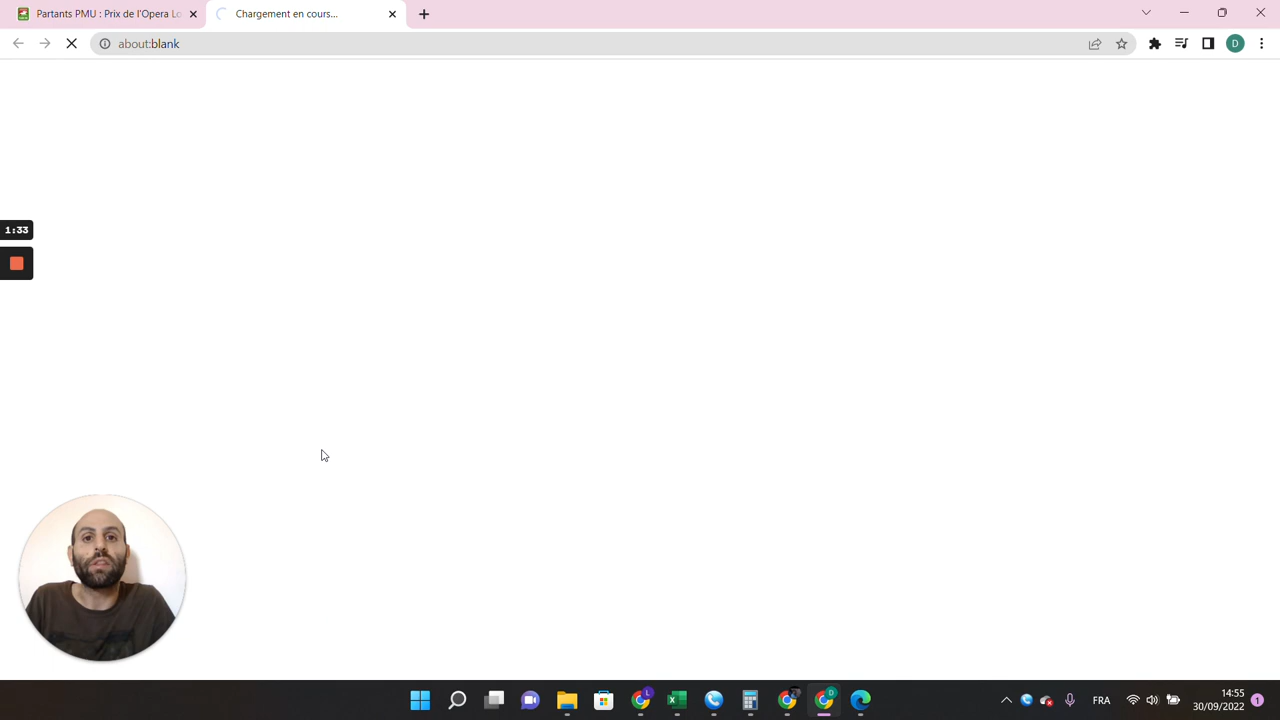 Partants PMU : Prix de l'Opera Lo
Chargement en cours...
about:blank
D
1:33
L
D
FRA
14:55
30/09/2022
1